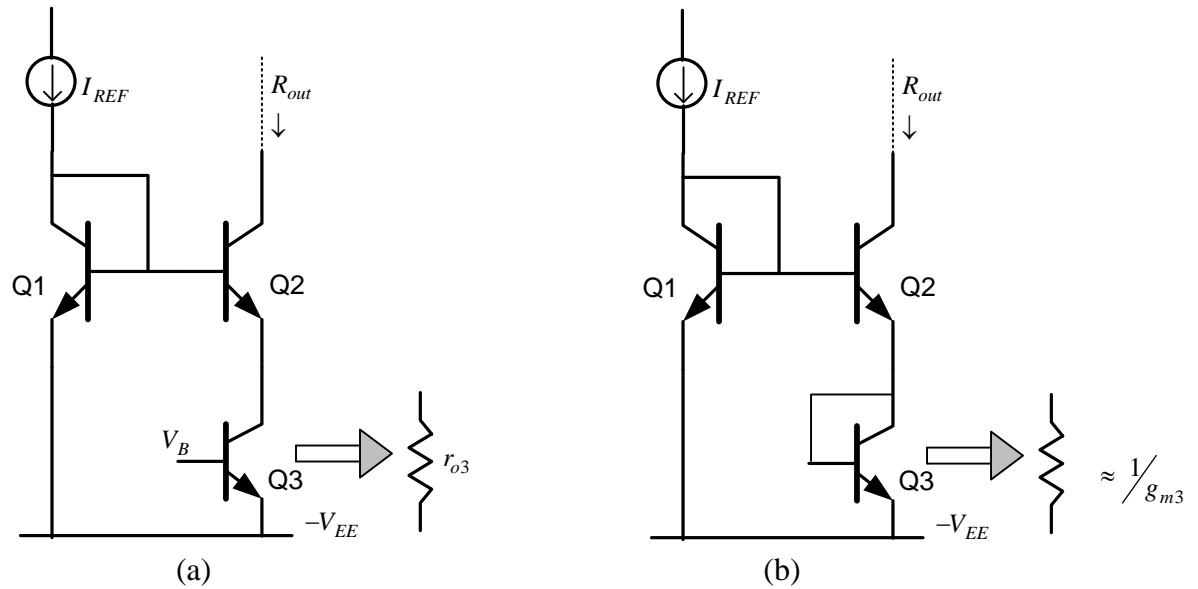 I_REF
R_out
↓
Q1
Q2
V_B
r_o3
Q3
–V_EE
(a)
I_REF
R_out
↓
Q1
Q2
Q3
≈ 1/g_m3
–V_EE
(b)